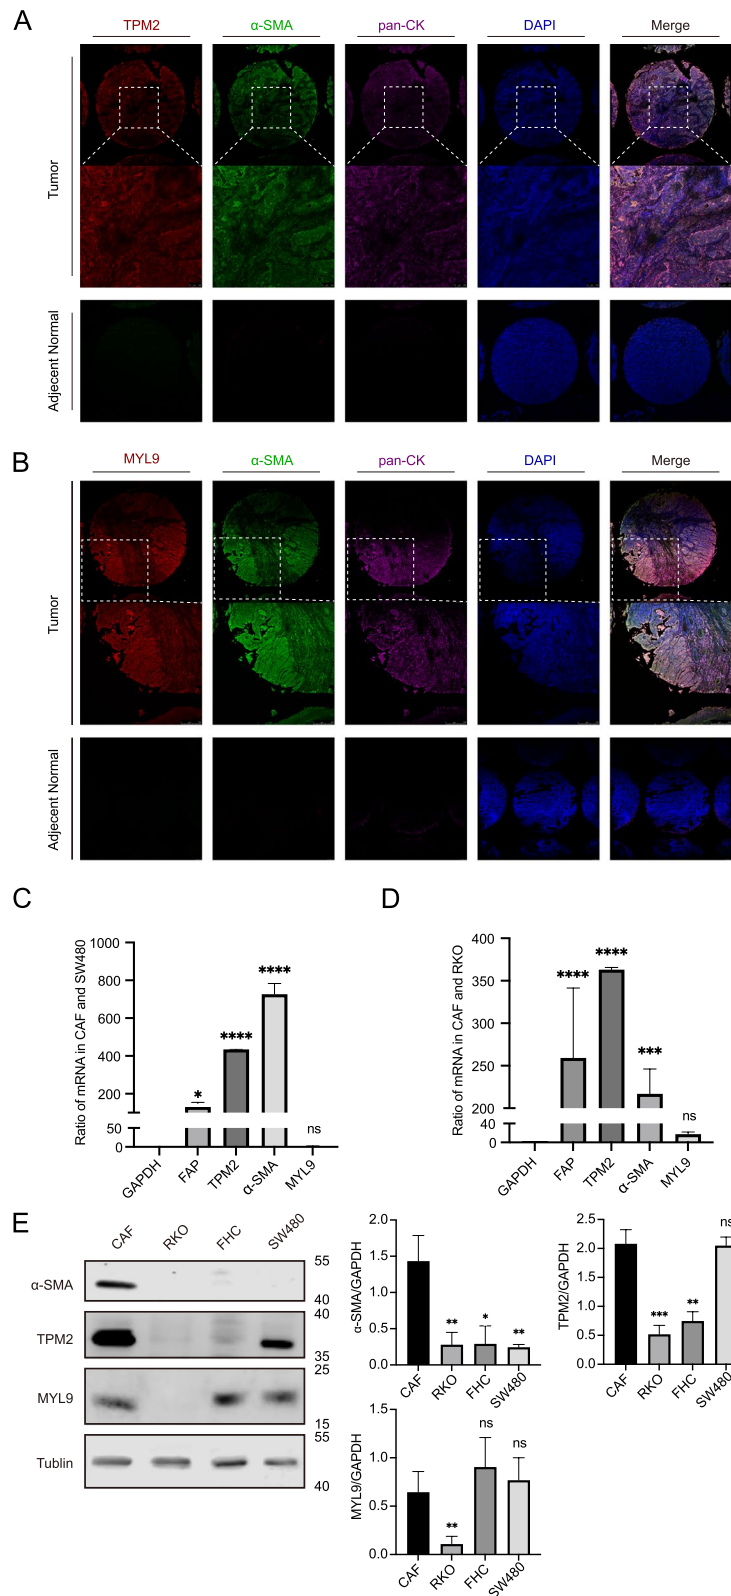 A
TPM2 α-SMA pan-CK DAPI Merge
Tumor
Adjecent Normal
B
MYL9 α-SMA pan-CK DAPI Merge
Tumor
Adjecent Normal
C
Ratio of mRNA in CAF and SW480
1000
800
600
400
200
50
0
* **** **** ns
GAPDH FAP TPM2 α-SMA MYL9
D
Ratio of mRNA in CAF and RKO
400
350
300
250
200
40
0
**** **** *** ns
GAPDH FAP TPM2 α-SMA MYL9
E
CAF RKO FHC SW480
α-SMA 55
40
TPM2 40
35
MYL9 25
15
Tublin 55
40
α-SMA/GAPDH
2.0
1.5
1.0
0.5
0.0
** * **
CAF RKO FHC SW480
TPM2/GAPDH
2.5
2.0
1.5
1.0
0.5
0.0
*** ** ns
CAF RKO FHC SW480
MYL9/GAPDH
1.5
1.0
0.5
0.0
** ns ns
CAF RKO FHC SW480